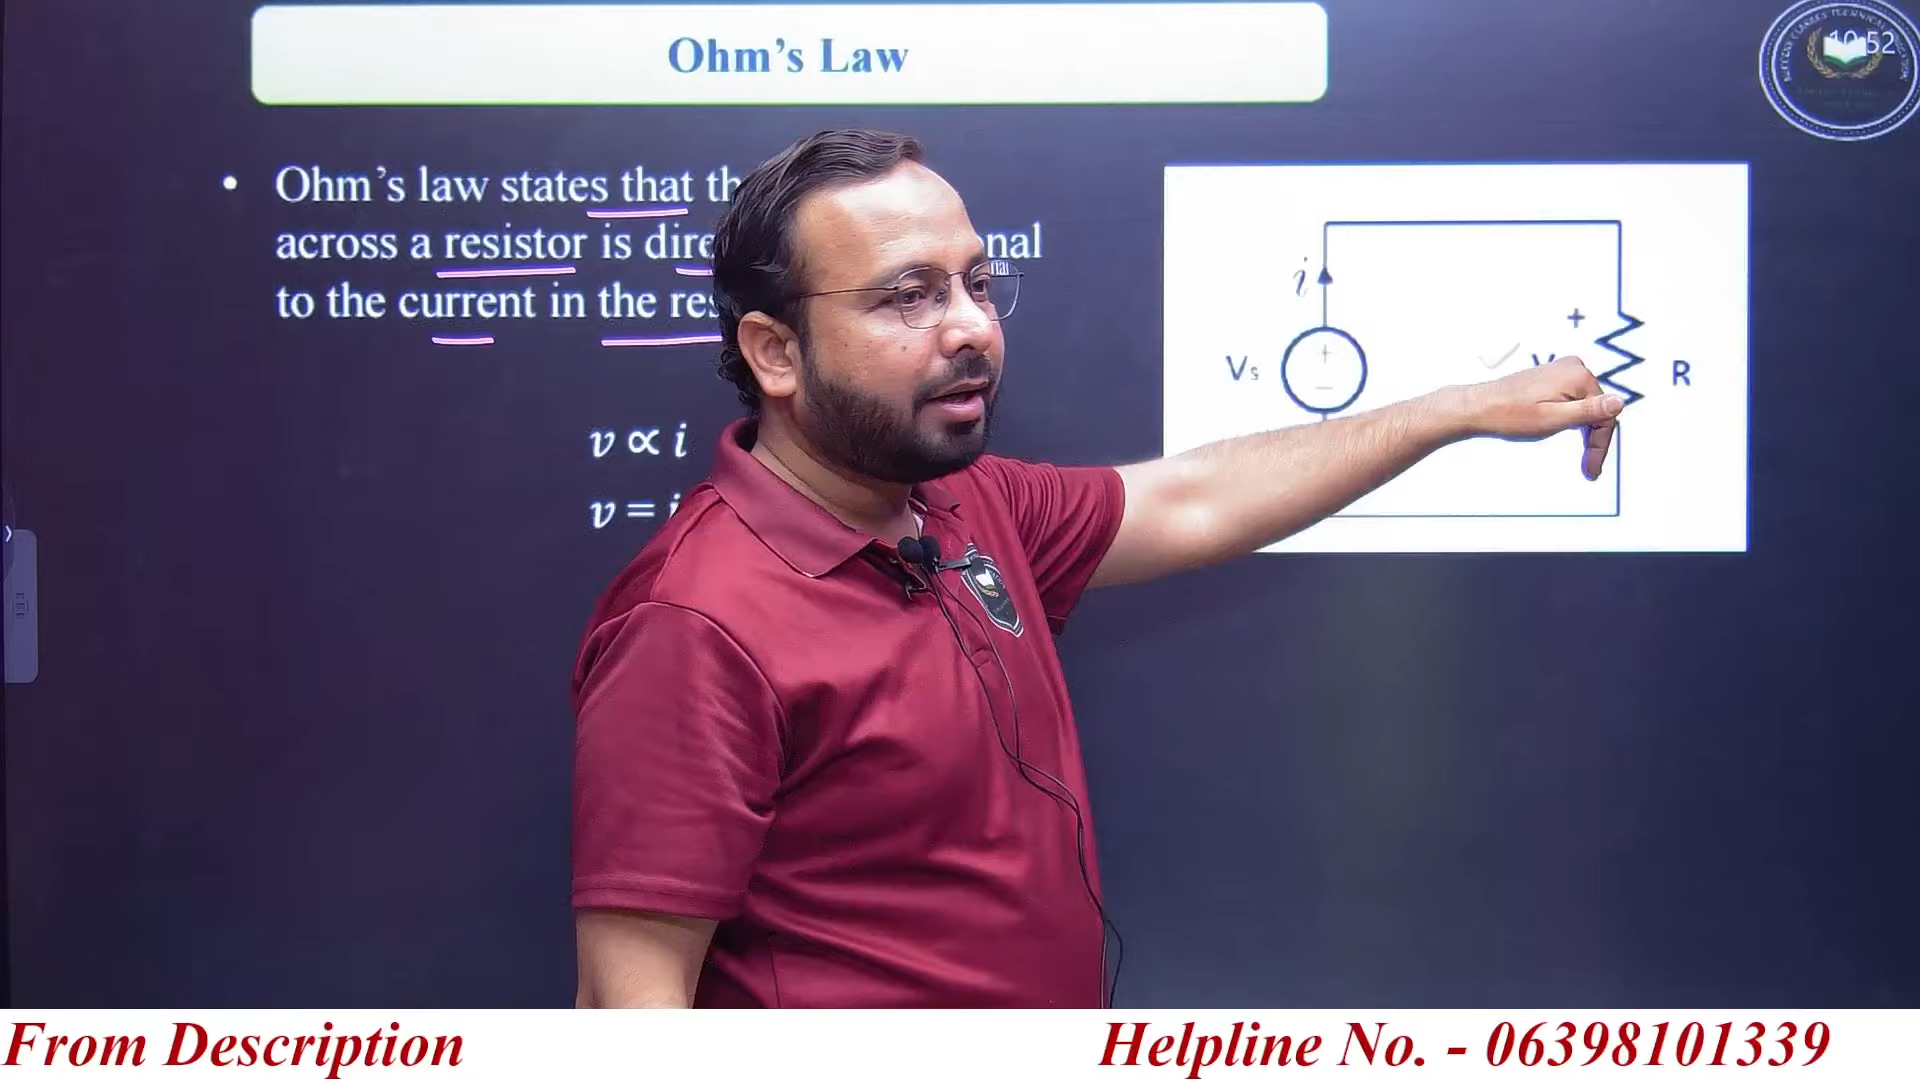 Ohm's Law
10:52
• Ohm's law states that th
across a resistor is dire nal
to the current in the res
v ∝ i
v = i
i
+
Vs
+
−
V
R
From Description
Helpline No. - 06398101339